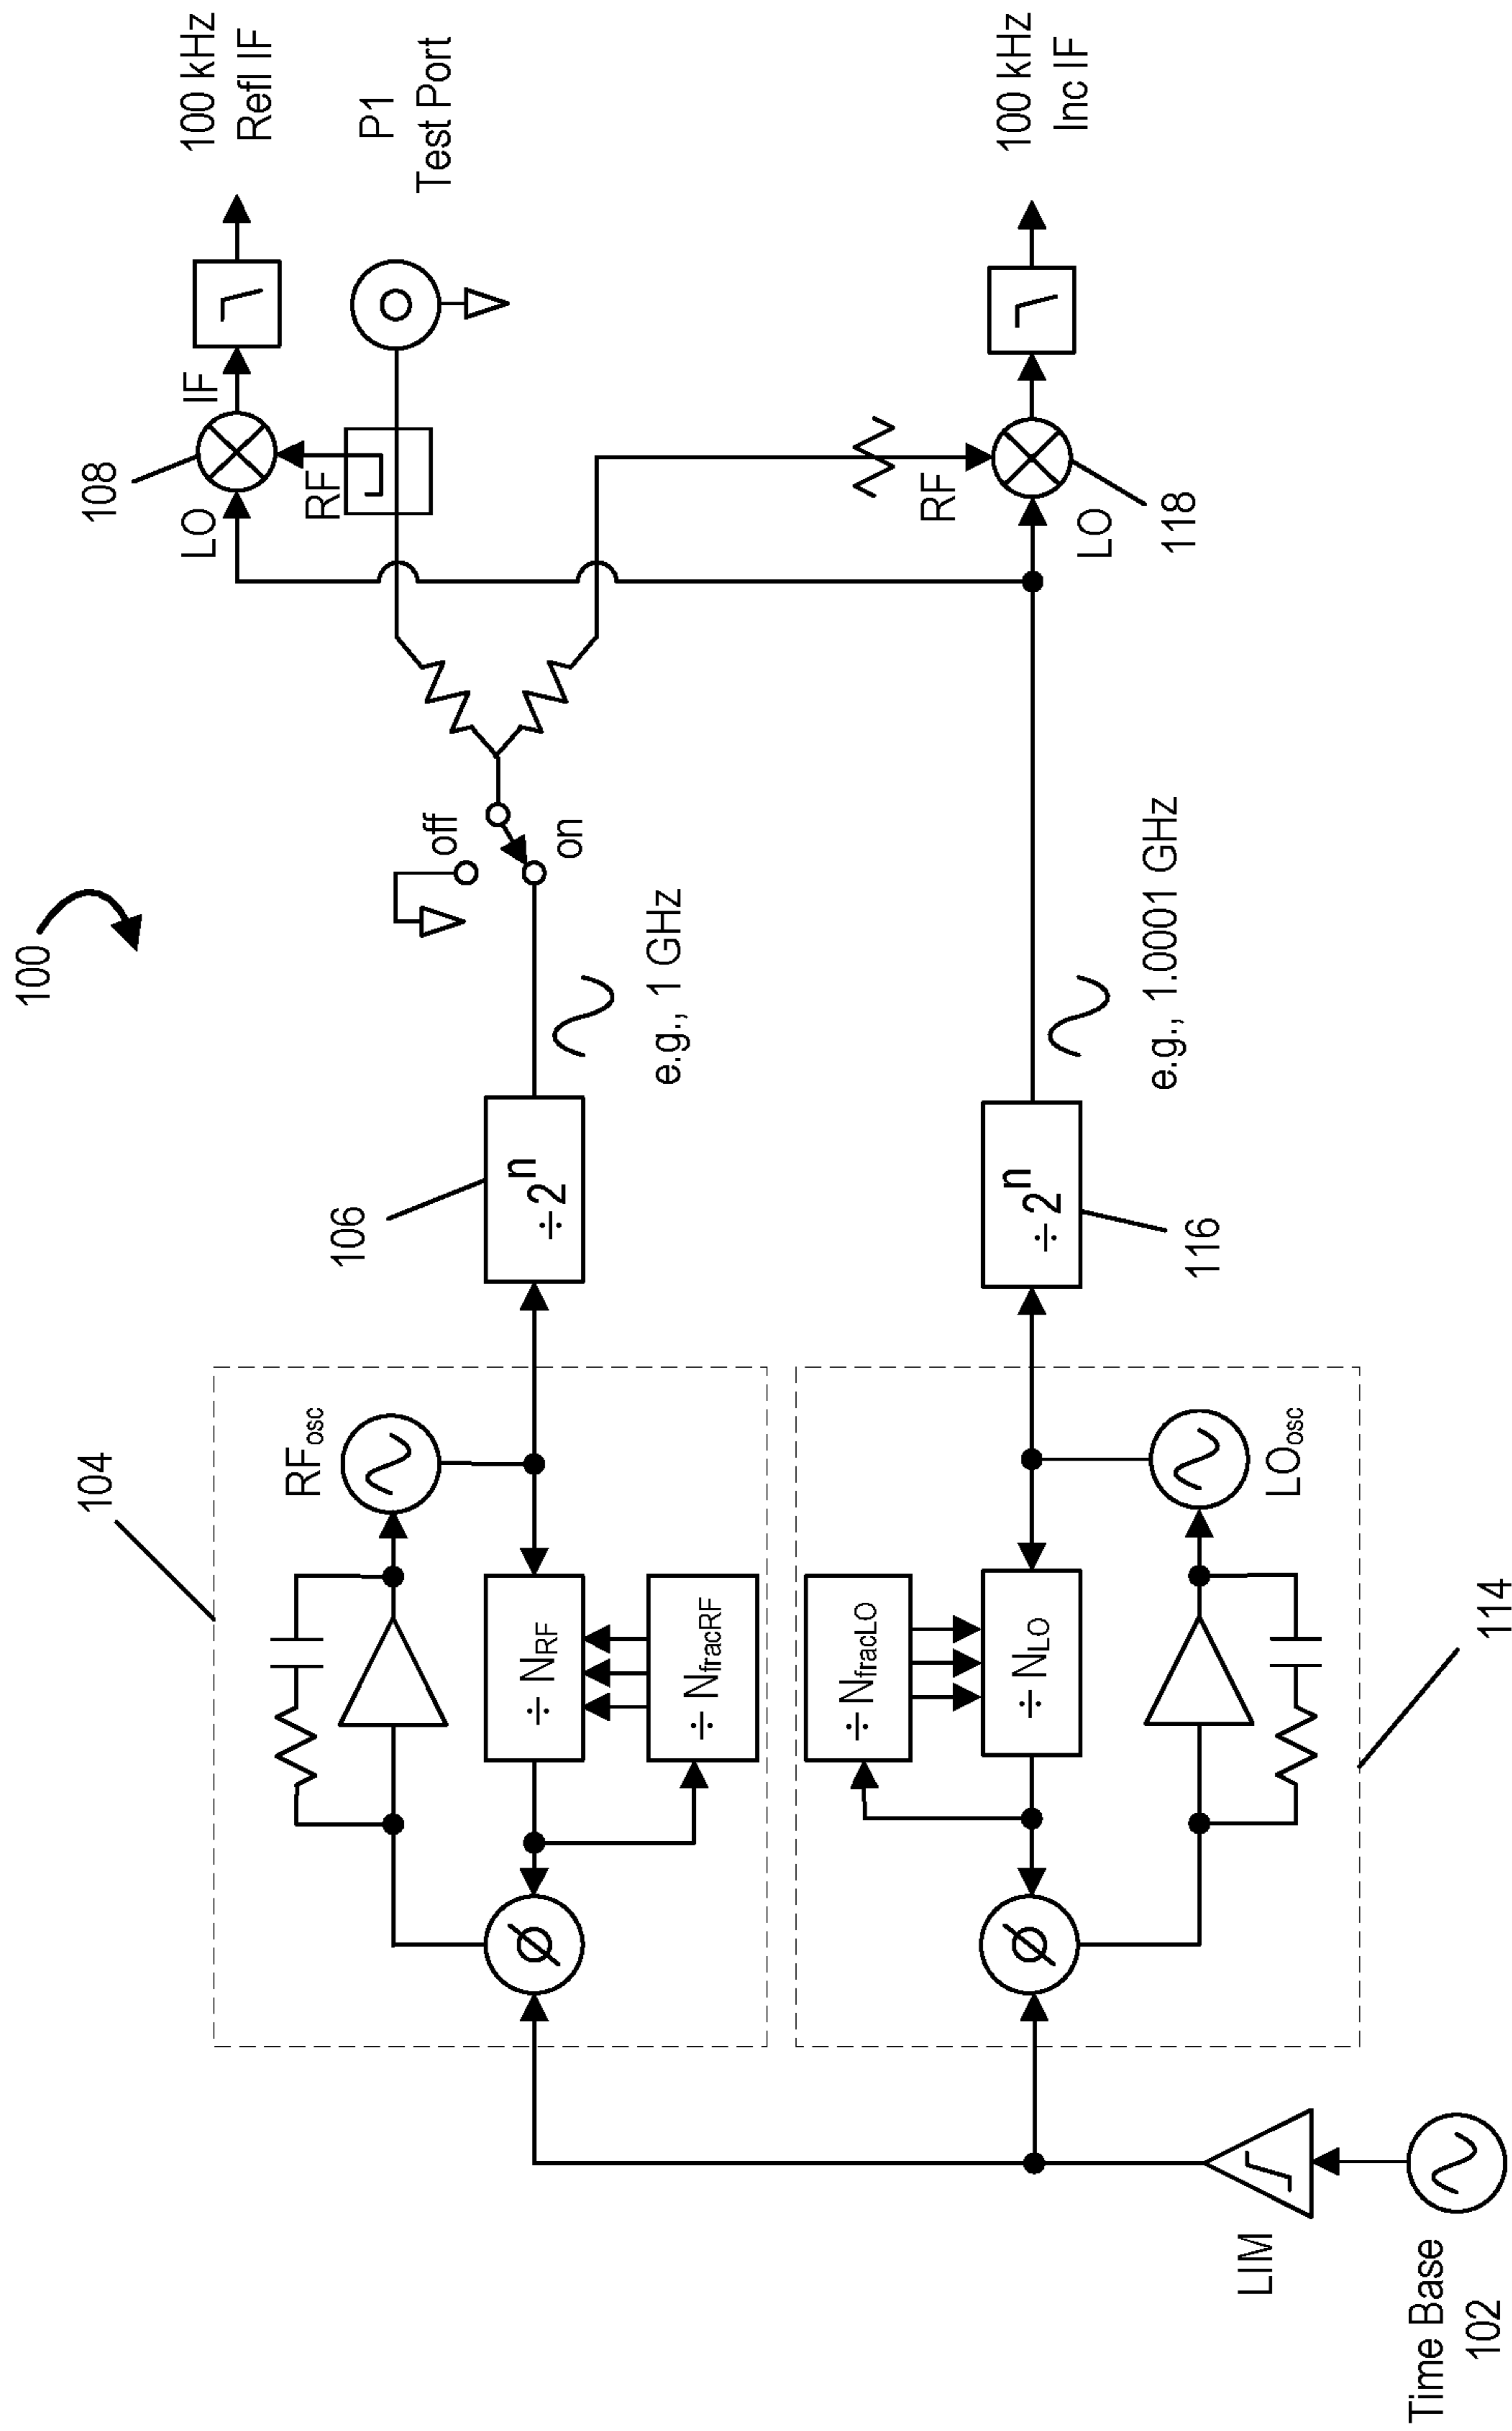 100
104
RFosc
÷ NRF
÷ NfracRF
106
÷2n
e.g., 1 GHz
off
on
108
LO
RF
IF
100 kHz
Refl IF
P1
Test Port
÷ NfracLO
÷ NLO
LOosc
114
÷ 2n
116
e.g., 1.0001 GHz
RF
LO
118
100 kHz
Inc IF
LIM
Time Base
102